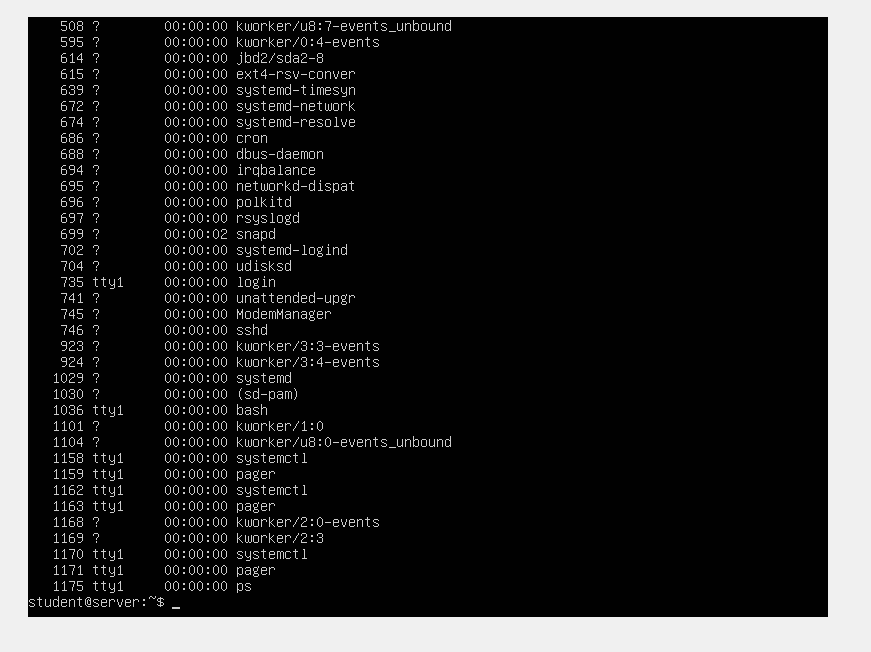 508 ? 00:00:00 kworker/u8:7-events_unbound
595 ? 00:00:00 kworker/0:4-events
614 ? 00:00:00 jbd2/sda2-8
615 ? 00:00:00 ext4-rsv-conver
639 ? 00:00:00 systemd-timesyn
672 ? 00:00:00 systemd-network
674 ? 00:00:00 systemd-resolve
686 ? 00:00:00 cron
688 ? 00:00:00 dbus-daemon
694 ? 00:00:00 irqbalance
695 ? 00:00:00 networkd-dispat
696 ? 00:00:00 polkitd
697 ? 00:00:00 rsyslogd
699 ? 00:00:02 snapd
702 ? 00:00:00 systemd-logind
704 ? 00:00:00 udisksd
735 tty1 00:00:00 login
741 ? 00:00:00 unattended-upgr
745 ? 00:00:00 ModemManager
746 ? 00:00:00 sshd
923 ? 00:00:00 kworker/3:3-events
924 ? 00:00:00 kworker/3:4-events
1029 ? 00:00:00 systemd
1030 ? 00:00:00 (sd-pam)
1036 tty1 00:00:00 bash
1101 ? 00:00:00 kworker/1:0
1104 ? 00:00:00 kworker/u8:0-events_unbound
1158 tty1 00:00:00 systemctl
1159 tty1 00:00:00 pager
1162 tty1 00:00:00 systemctl
1163 tty1 00:00:00 pager
1168 ? 00:00:00 kworker/2:0-events
1169 ? 00:00:00 kworker/2:3
1170 tty1 00:00:00 systemctl
1171 tty1 00:00:00 pager
1175 tty1 00:00:00 ps
student@server:~$ _